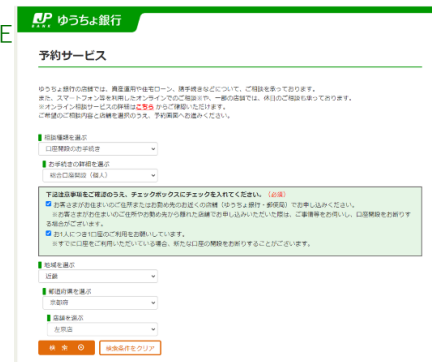 E
JP BANK ゆうちょ銀行
予約サービス
ゆうちょ銀行の店舗では、資産運用や住宅ローン、諸手続きなどについて、ご相談を承っております。
また、スマートフォン等を利用したオンラインでのご相談※や、一部の店舗では、休日のご相談も承っております。
※オンライン相談サービスの詳細はこちらからご確認いただけます。
ご希望のご相談内容と店舗を選択のうえ、予約画面へお進みください。
相談種類を選ぶ
口座開設のお手続き
お手続きの詳細を選ぶ
総合口座開設（個人）
下記注意事項をご確認のうえ、チェックボックスにチェックを入れてください。（必須）
お客さまがお住まいのご住所またはお勤め先のお近くの店舗（ゆうちょ銀行・郵便局）でお申し込みください。
※お客さまがお住いのご住所やお勤め先から離れた店舗でお申し込みいただいた際は、ご事情等をお伺いし、口座開設をお断りす
る場合がございます。
お1人につき1口座のご利用をお願いしています。
※すでに口座をご利用いただいている場合、新たな口座の開設をお断りすることがございます。
地域を選ぶ
近畿
都道府県を選ぶ
京都府
店舗を選ぶ
左京店
検 索
検索条件をクリア